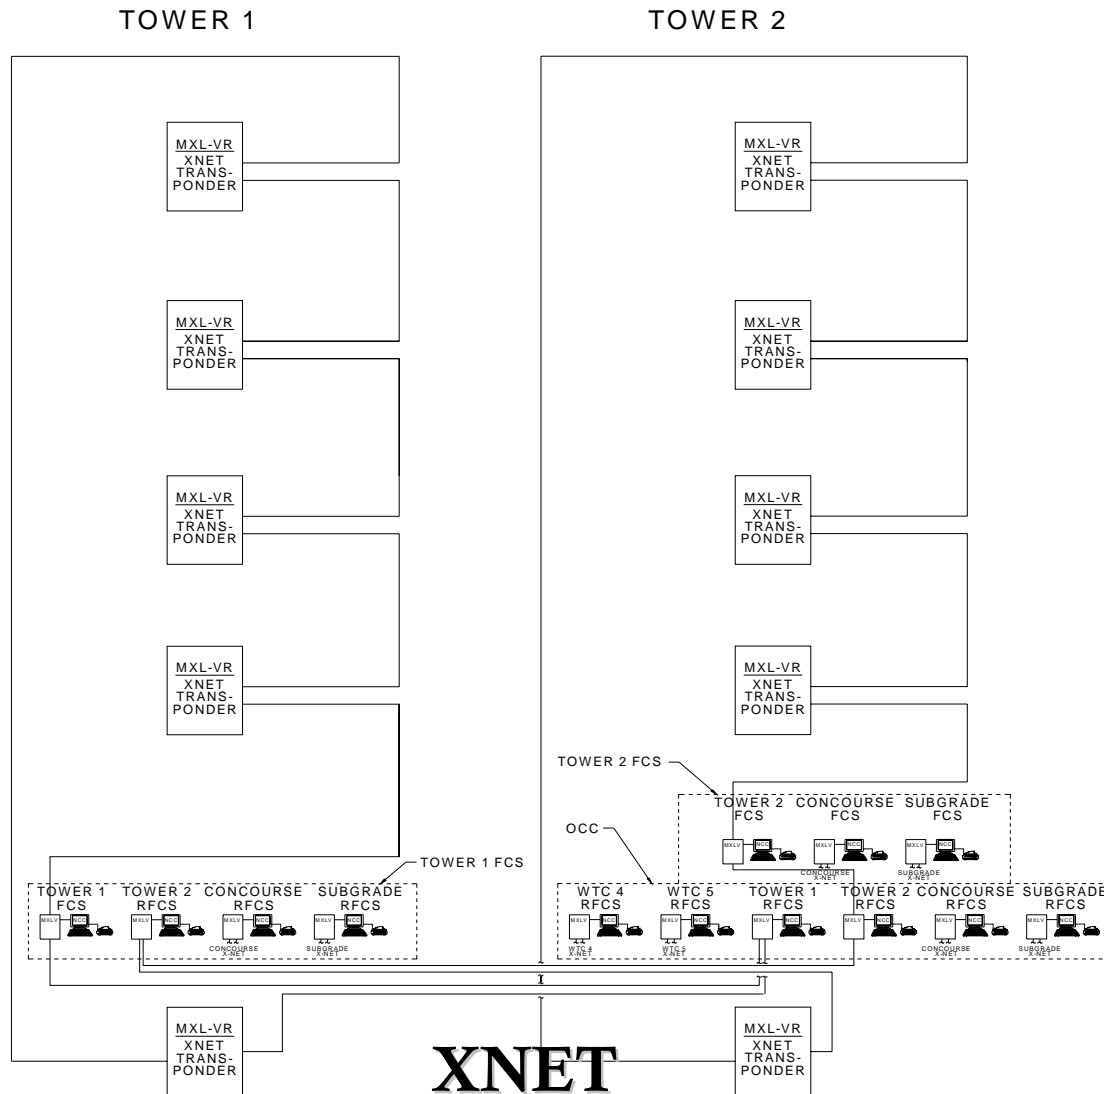 TOWER 1
TOWER 2
MXL-VR
XNET
TRANS-
PONDER
MXL-VR
XNET
TRANS-
PONDER
MXL-VR
XNET
TRANS-
PONDER
MXL-VR
XNET
TRANS-
PONDER
MXL-VR
XNET
TRANS-
PONDER
MXL-VR
XNET
TRANS-
PONDER
MXL-VR
XNET
TRANS-
PONDER
MXL-VR
XNET
TRANS-
PONDER
TOWER 2 FCS
TOWER 2
FCS
CONCOURSE
FCS
SUBGRADE
FCS
MXLV
NCC
MXLV
NCC
MXLV
NCC
CONCOURSE
X-NET
SUBGRADE
X-NET
OCC
TOWER 1 FCS
TOWER 1
FCS
TOWER 2
RFCS
CONCOURSE
RFCS
SUBGRADE
RFCS
MXLV
NCC
MXLV
NCC
MXLV
NCC
MXLV
NCC
CONCOURSE
X-NET
SUBGRADE
X-NET
WTC 4
RFCS
WTC 5
RFCS
TOWER 1
RFCS
TOWER 2
RFCS
CONCOURSE
RFCS
SUBGRADE
RFCS
MXLV
NCC
MXLV
NCC
MXLV
NCC
MXLV
NCC
MXLV
NCC
MXLV
NCC
WTC 4
X-NET
WTC 5
X-NET
CONCOURSE
X-NET
SUBGRADE
X-NET
MXL-VR
XNET
TRANS-
PONDER
XNET
MXL-VR
XNET
TRANS-
PONDER